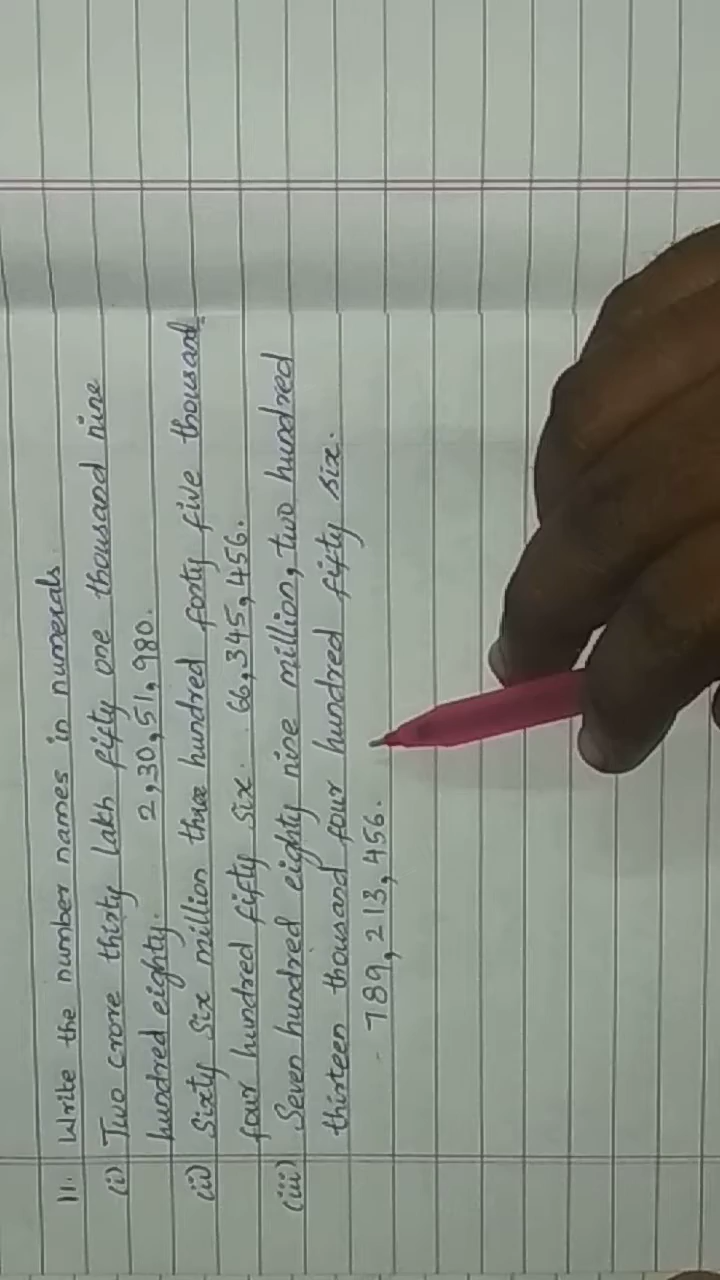 11. Write the number names in numerals.
(i) Two crore thirty lakh fifty one thousand nine
hundred eighty. 2,30,51,980.
(ii) Sixty Six million three hundred forty five thousand
four hundred fifty six. 66,345,456.
(iii) Seven hundred eighty nine million, two hundred
thirteen thousand four hundred fifty six.
789,213,456.